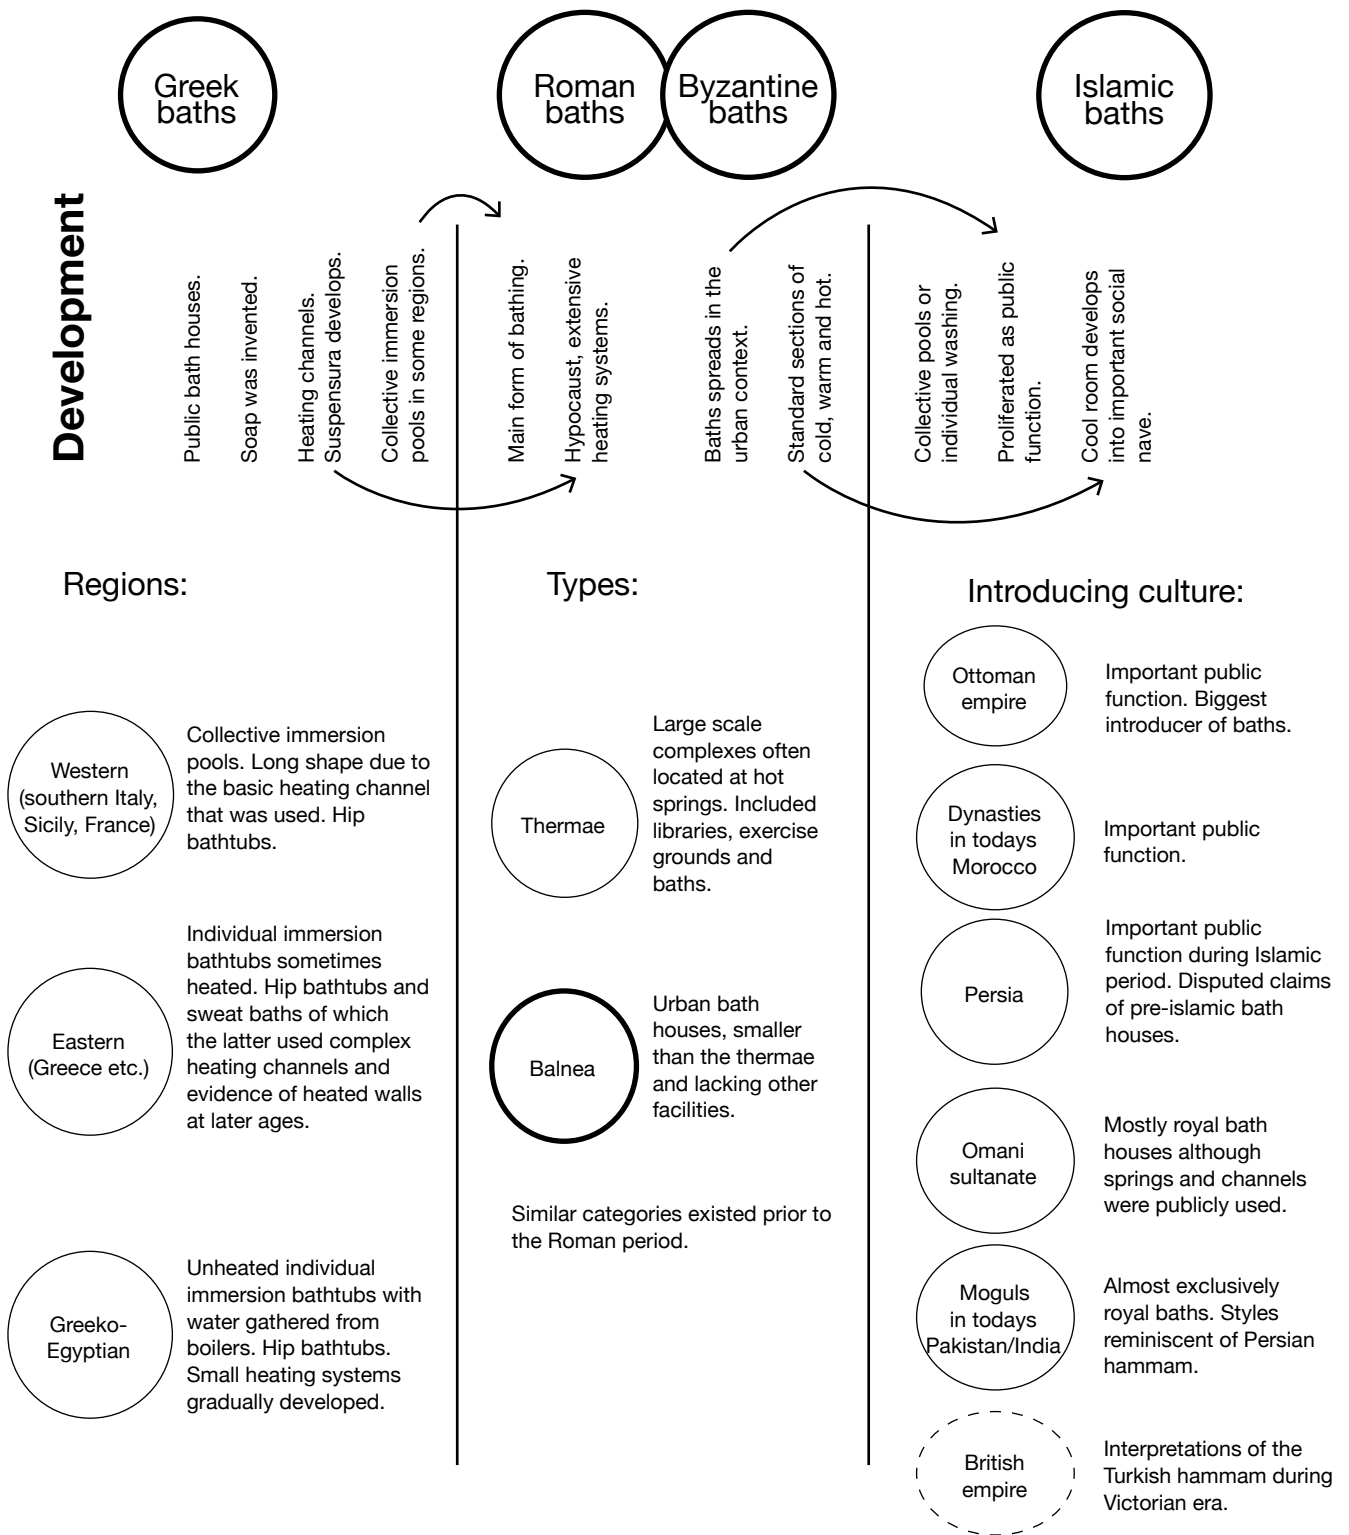 Greek
baths
Roman
baths
Byzantine
baths
Islamic
baths
Development
Public bath houses.
Soap was invented.
Heating channels.
Suspensura develops.
Collective immersion
pools in some regions.
Main form of bathing.
Hypocaust, extensive
heating systems.
Baths spreads in the
urban context.
Standard sections of
cold, warm and hot.
Collective pools or
individual washing.
Proliferated as public
function.
Cool room develops
into important social
nave.
Regions:
Western
(southern Italy,
Sicily, France)
Collective immersion
pools. Long shape due to
the basic heating channel
that was used. Hip
bathtubs.
Eastern
(Greece etc.)
Individual immersion
bathtubs sometimes
heated. Hip bathtubs and
sweat baths of which
the latter used complex
heating channels and
evidence of heated walls
at later ages.
Greeko-
Egyptian
Unheated individual
immersion bathtubs with
water gathered from
boilers. Hip bathtubs.
Small heating systems
gradually developed.
Types:
Thermae
Large scale
complexes often
located at hot
springs. Included
libraries, exercise
grounds and
baths.
Balnea
Urban bath
houses, smaller
than the thermae
and lacking other
facilities.
Similar categories existed prior to
the Roman period.
Introducing culture:
Ottoman
empire
Important public
function. Biggest
introducer of baths.
Dynasties
in todays
Morocco
Important public
function.
Persia
Important public
function during Islamic
period. Disputed claims
of pre-islamic bath
houses.
Omani
sultanate
Mostly royal bath
houses although
springs and channels
were publicly used.
Moguls
in todays
Pakistan/India
Almost exclusively
royal baths. Styles
reminiscent of Persian
hammam.
British
empire
Interpretations of the
Turkish hammam during
Victorian era.